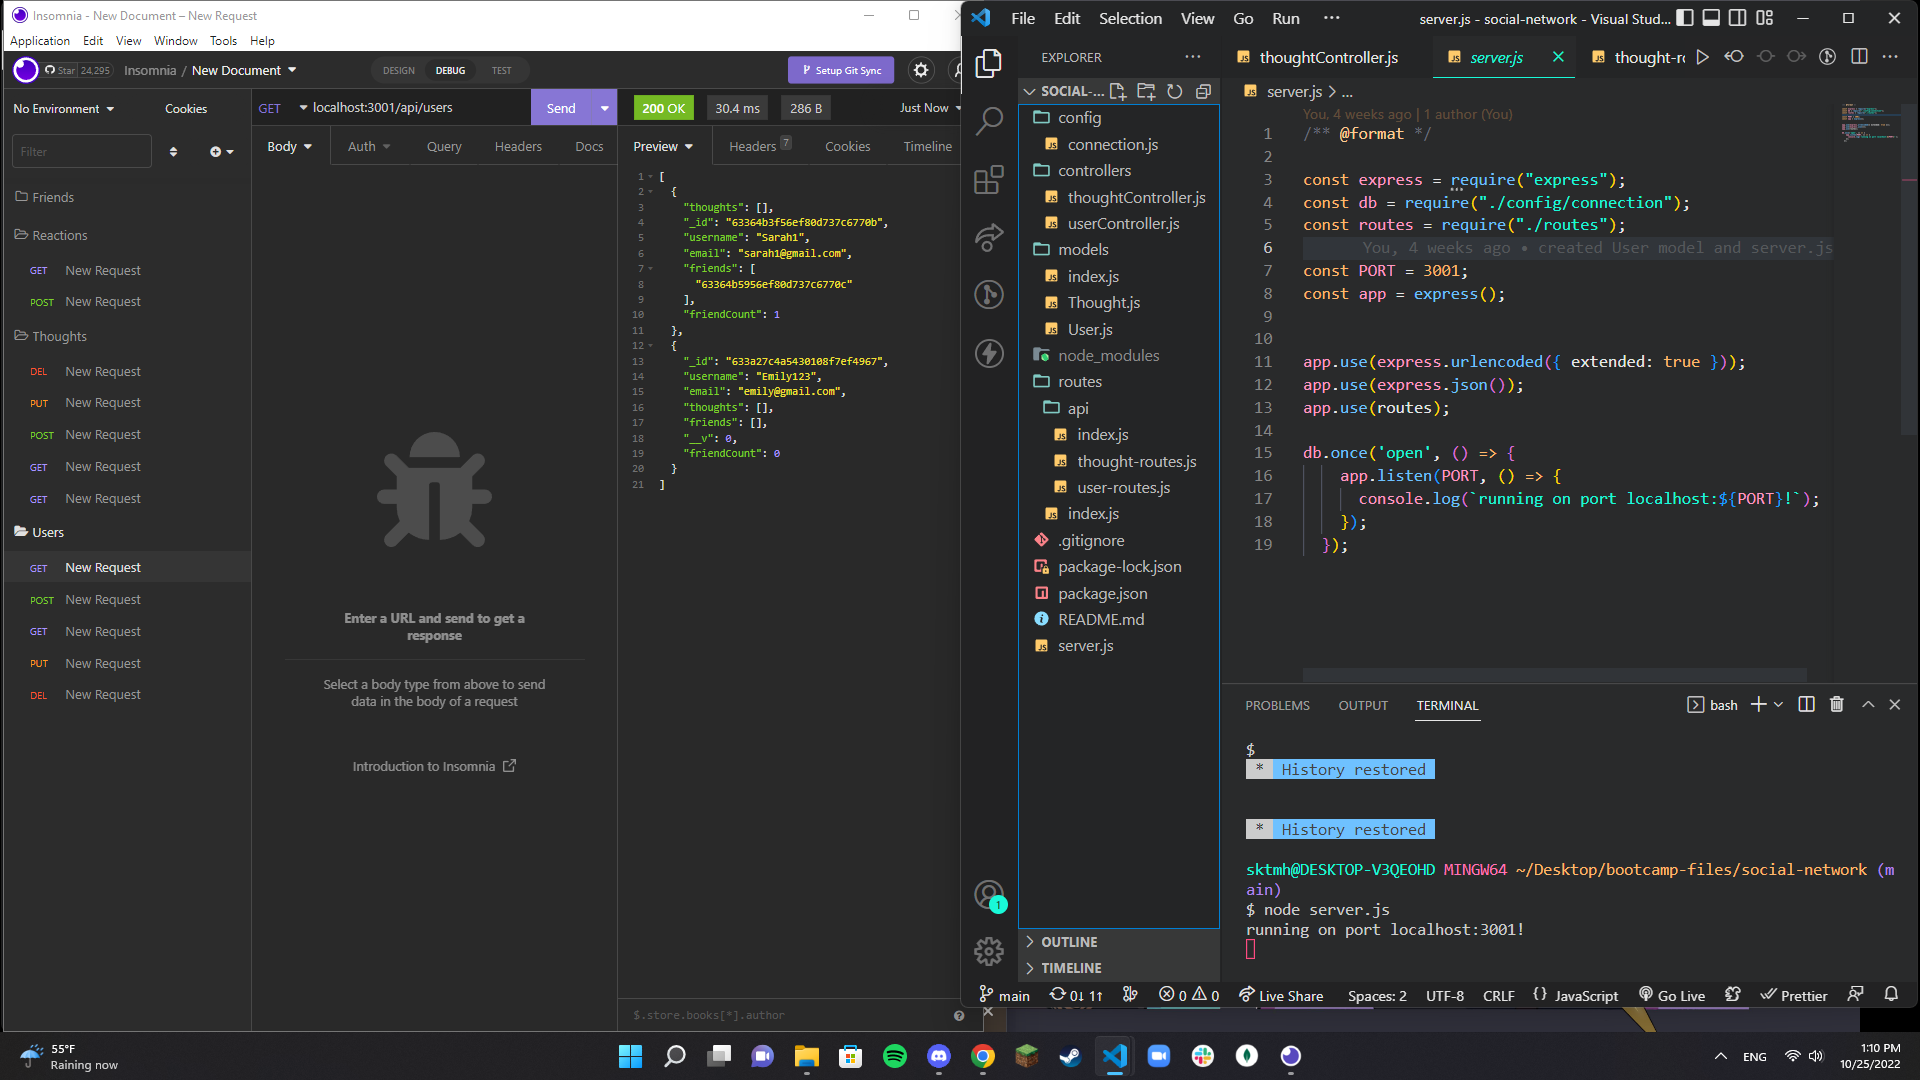 Insomnia - New Document – New Request
Application Edit View Window Tools Help
Star 24,295
Insomnia / New Document
DESIGN DEBUG TEST
Setup Git Sync
No Environment
Cookies
Filter
Friends
Reactions
GET New Request
POST New Request
Thoughts
DEL New Request
PUT New Request
POST New Request
GET New Request
GET New Request
Users
GET New Request
POST New Request
GET New Request
PUT New Request
DEL New Request
GET localhost:3001/api/users Send
Body Auth Query Headers Docs
Enter a URL and send to get a
response
Select a body type from above to send
data in the body of a request
Introduction to Insomnia
200 OK 30.4 ms 286 B Just Now
Preview Headers 7 Cookies Timeline
1 [
2 {
3 "thoughts": [],
4 "_id": "63364b3f56ef80d737c6770b",
5 "username": "Sarah1",
6 "email": "sarah1@gmail.com",
7 "friends": [
8 "63364b5956ef80d737c6770c"
9 ],
10 "friendCount": 1
11 },
12 {
13 "_id": "633a27c4a5430108f7ef4967",
14 "username": "Emily123",
15 "email": "emily@gmail.com",
16 "thoughts": [],
17 "friends": [],
18 "__v": 0,
19 "friendCount": 0
20 }
21 ]
$.store.books[*].author
File Edit Selection View Go Run ···
server.js - social-network - Visual Stud...
EXPLORER
SOCIAL-...
config
connection.js
controllers
thoughtController.js
userController.js
models
index.js
Thought.js
User.js
node_modules
routes
api
index.js
thought-routes.js
user-routes.js
index.js
.gitignore
package-lock.json
package.json
README.md
server.js
OUTLINE
TIMELINE
thoughtController.js server.js thought-r
server.js > ...
You, 4 weeks ago | 1 author (You)
1 /** @format */
2
3 const express = require("express");
4 const db = require("./config/connection");
5 const routes = require("./routes");
6 You, 4 weeks ago • created User model and server.js
7 const PORT = 3001;
8 const app = express();
9
10
11 app.use(express.urlencoded({ extended: true }));
12 app.use(express.json());
13 app.use(routes);
14
15 db.once('open', () => {
16 app.listen(PORT, () => {
17 console.log(`running on port localhost:${PORT}!`);
18 });
19 });
PROBLEMS OUTPUT TERMINAL
bash
$
* History restored
* History restored
sktmh@DESKTOP-V3QEOHD MINGW64 ~/Desktop/bootcamp-files/social-network (m
ain)
$ node server.js
running on port localhost:3001!
1
main 0↓ 1↑ 0 0 Live Share Spaces: 2 UTF-8 CRLF {} JavaScript Go Live Prettier
55°F
Raining now
ENG
1:10 PM
10/25/2022